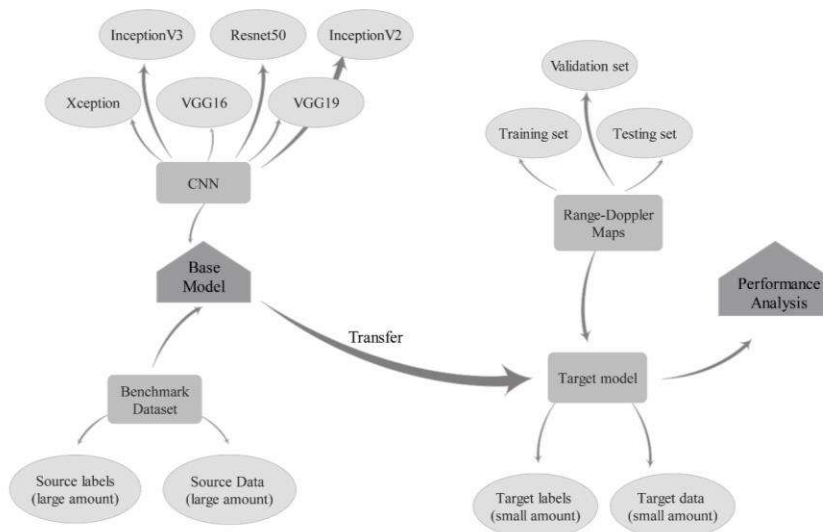 InceptionV3
Resnet50
InceptionV2
Xception
VGG16
VGG19
CNN
Base
Model
Benchmark
Dataset
Source labels
(large amount)
Source Data
(large amount)
Transfer
Validation set
Training set
Testing set
Range-Doppler
Maps
Target model
Target labels
(small amount)
Target data
(small amount)
Performance
Analysis